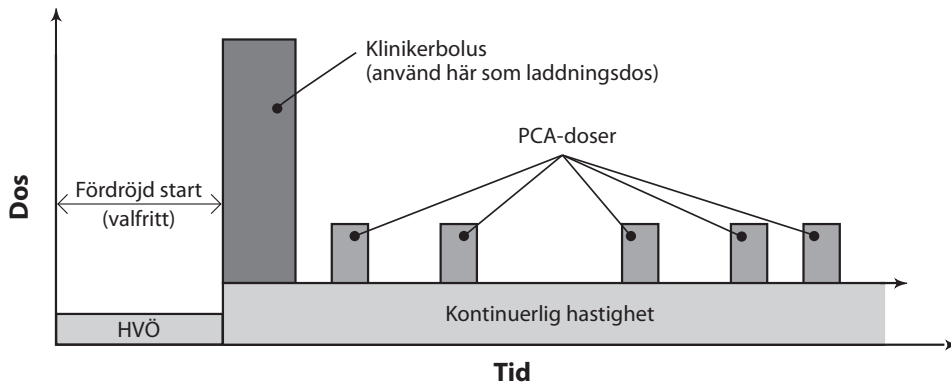 Klinikerbolus
(använd här som laddningsdos)
PCA-doser
Fördröjd start
(valfritt)
Dos
Kontinuerlig hastighet
HVÖ
Tid